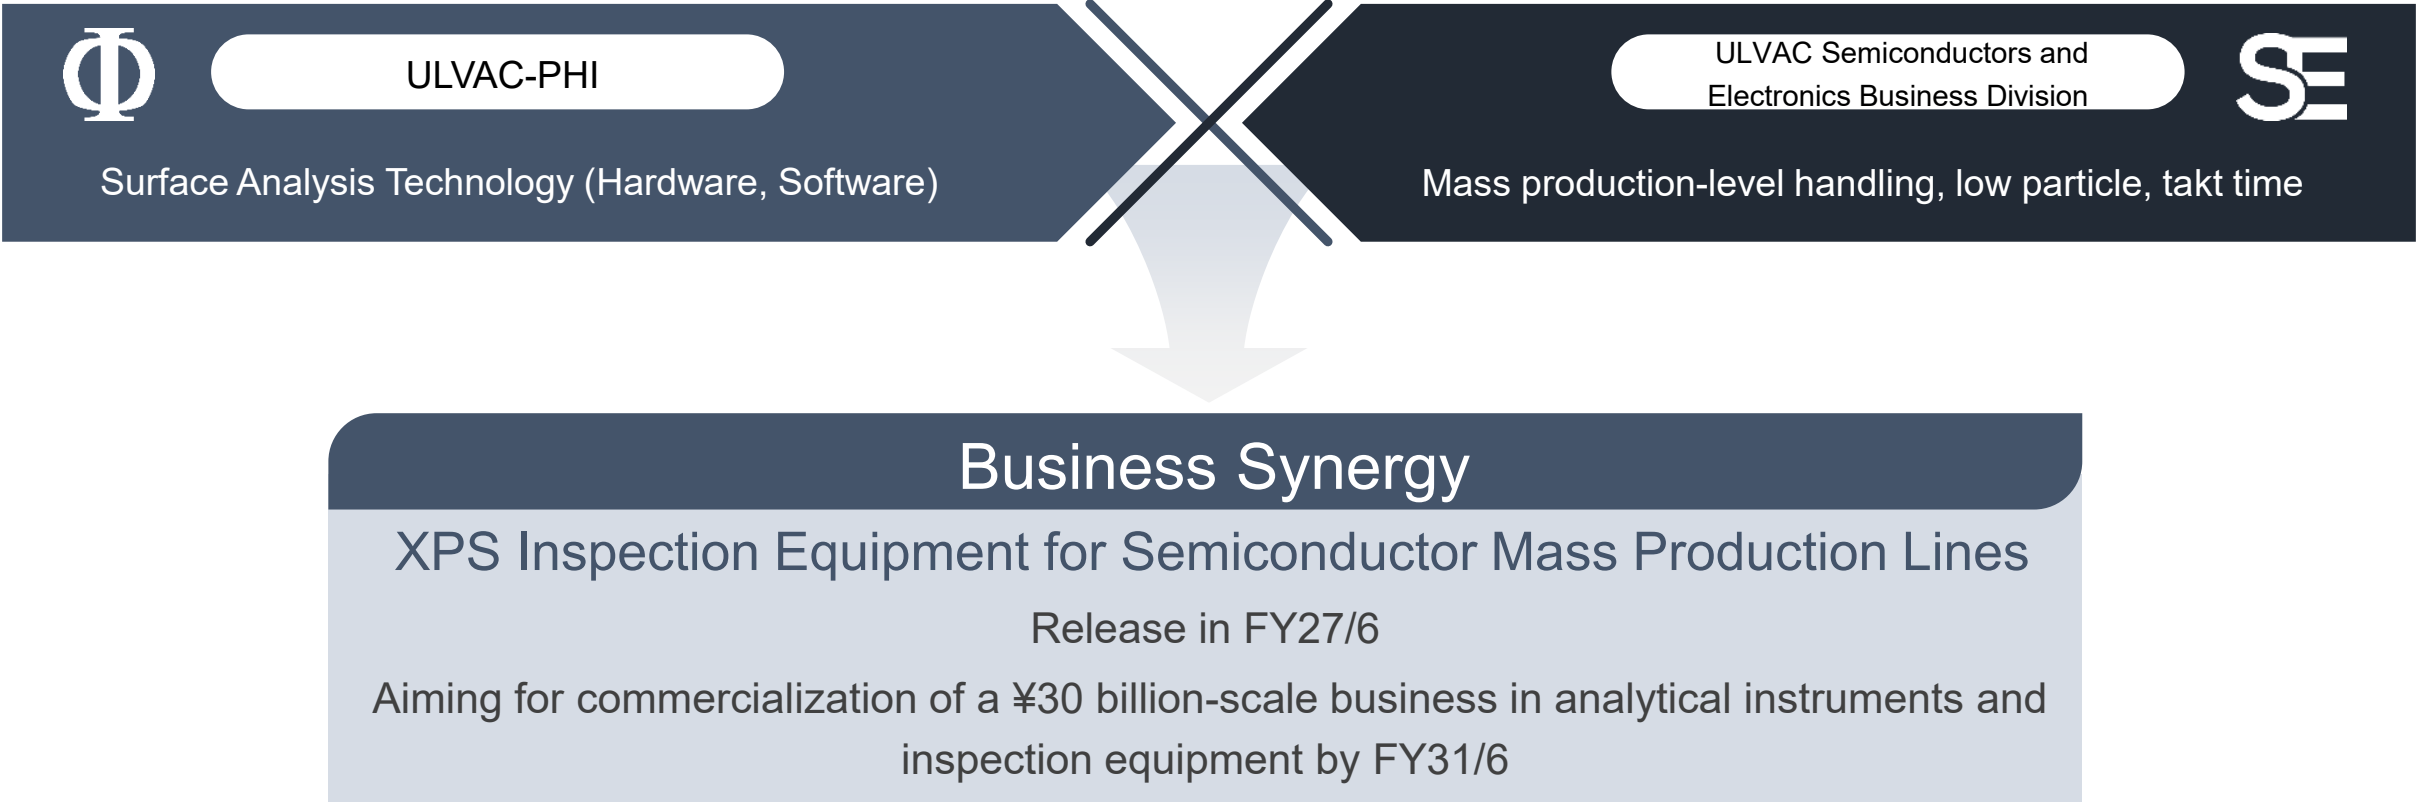 Φ
ULVAC-PHI
Surface Analysis Technology (Hardware, Software)
ULVAC Semiconductors and
Electronics Business Division
SE
Mass production-level handling, low particle, takt time
Business Synergy
XPS Inspection Equipment for Semiconductor Mass Production Lines
Release in FY27/6
Aiming for commercialization of a ¥30 billion-scale business in analytical instruments and
inspection equipment by FY31/6